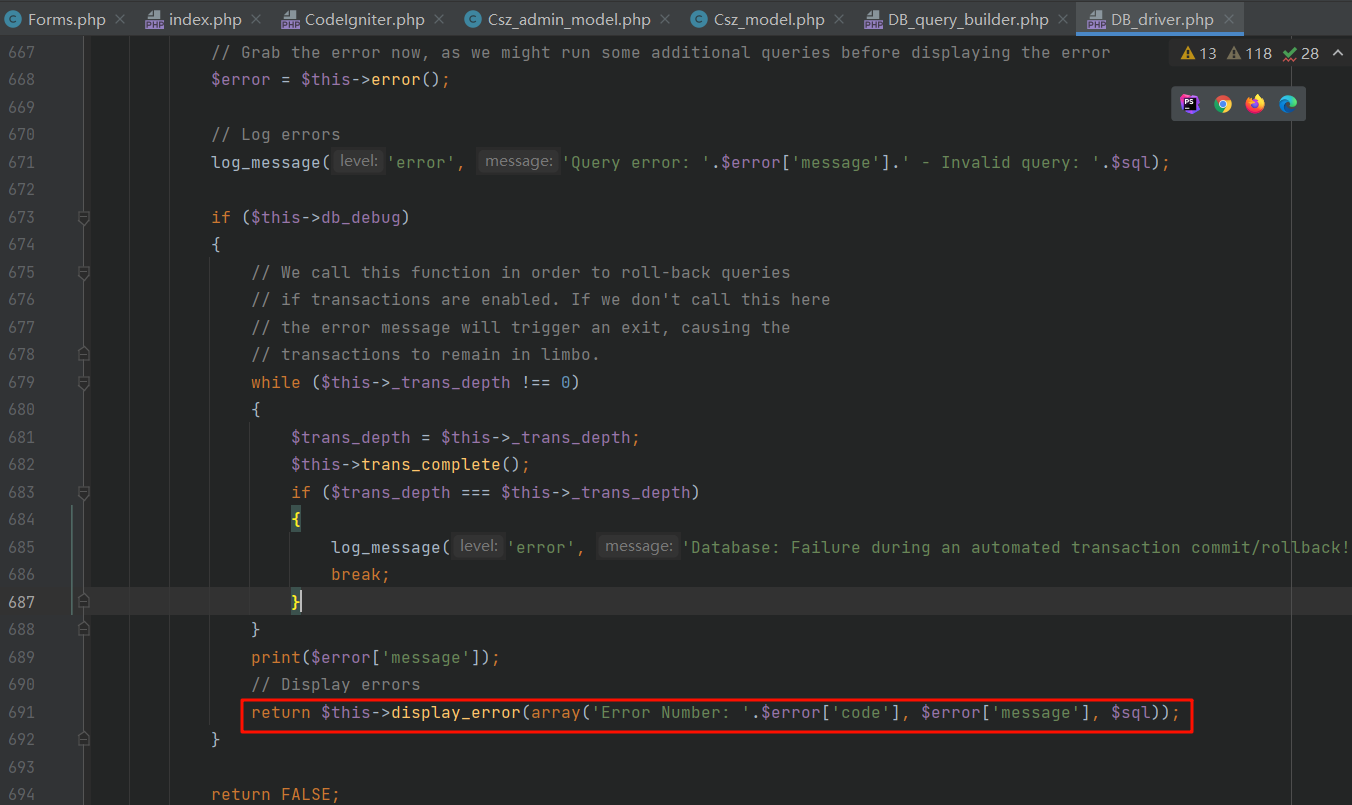 Forms.php index.php CodeIgniter.php Csz_admin_model.php Csz_model.php DB_query_builder.php DB_driver.php
13 118 28
667 // Grab the error now, as we might run some additional queries before displaying the error
668 $error = $this->error();
669
670 // Log errors
671 log_message( level: 'error', message: 'Query error: '.$error['message'].' - Invalid query: '.$sql);
672
673 if ($this->db_debug)
674 {
675 // We call this function in order to roll-back queries
676 // if transactions are enabled. If we don't call this here
677 // the error message will trigger an exit, causing the
678 // transactions to remain in limbo.
679 while ($this->_trans_depth !== 0)
680 {
681 $trans_depth = $this->_trans_depth;
682 $this->trans_complete();
683 if ($trans_depth === $this->_trans_depth)
684 {
685 log_message( level: 'error', message: 'Database: Failure during an automated transaction commit/rollback!
686 break;
687 }
688 }
689 print($error['message']);
690 // Display errors
691 return $this->display_error(array('Error Number: '.$error['code'], $error['message'], $sql));
692 }
693
694 return FALSE;